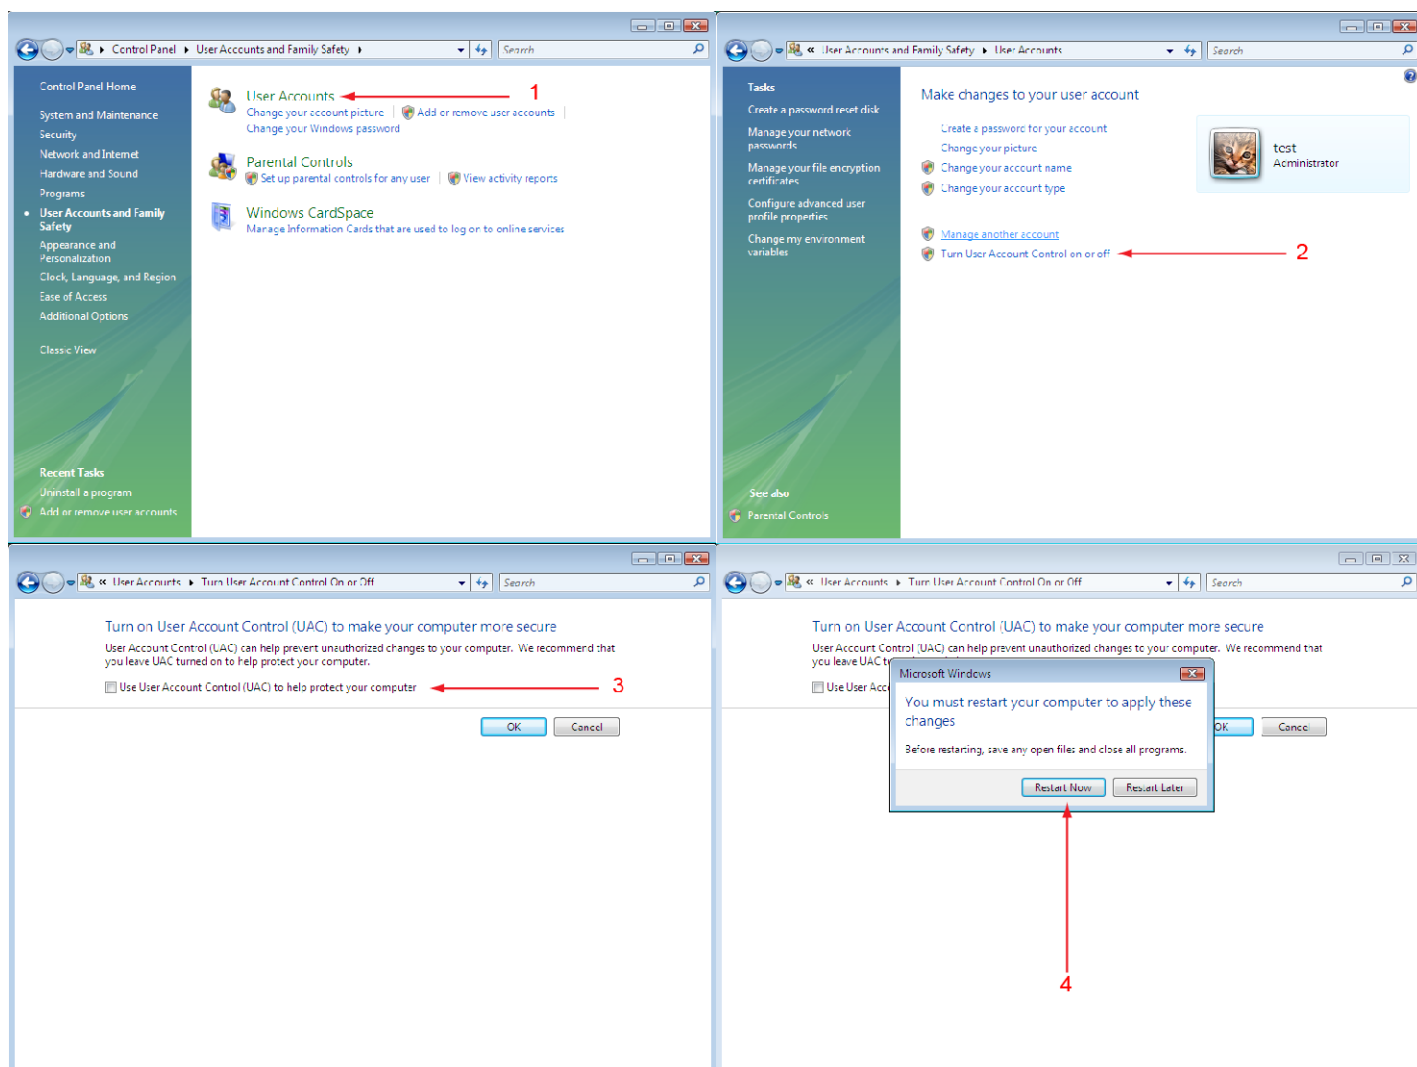 Control Panel ▸ User Accounts and Family Safety ▸
Search
Control Panel Home
System and Maintenance
Security
Network and Internet
Hardware and Sound
Programs
User Accounts and Family
Safety
Appearance and
Personalization
Clock, Language, and Region
Ease of Access
Additional Options
Classic View
Recent Tasks
Uninstall a program
Add or remove user accounts
User Accounts
1
Change your account picture
Add or remove user accounts
Change your Windows password
Parental Controls
Set up parental controls for any user
View activity reports
Windows CardSpace
Manage Information Cards that are used to log on to online services
« User Accounts and Family Safety ▸ User Accounts
Search
Tasks
Create a password reset disk
Manage your network
passwords
Manage your file encryption
certificates
Configure advanced user
profile properties
Change my environment
variables
See also
Parental Controls
Make changes to your user account
Create a password for your account
Change your picture
Change your account name
Change your account type
Manage another account
Turn User Account Control on or off
2
test
Administrator
« User Accounts ▸ Turn User Account Control On or Off
Search
Turn on User Account Control (UAC) to make your computer more secure
User Account Control (UAC) can help prevent unauthorized changes to your computer. We recommend that
you leave UAC turned on to help protect your computer.
Use User Account Control (UAC) to help protect your computer
3
OK
Cancel
« User Accounts ▸ Turn User Account Control On or Off
Search
Turn on User Account Control (UAC) to make your computer more secure
User Account Control (UAC) can help prevent unauthorized changes to your computer. We recommend that
you leave UAC
Use User
Microsoft Windows
You must restart your computer to apply these
changes
Before restarting, save any open files and close all programs.
Restart Now
Restart Later
OK
Cancel
4